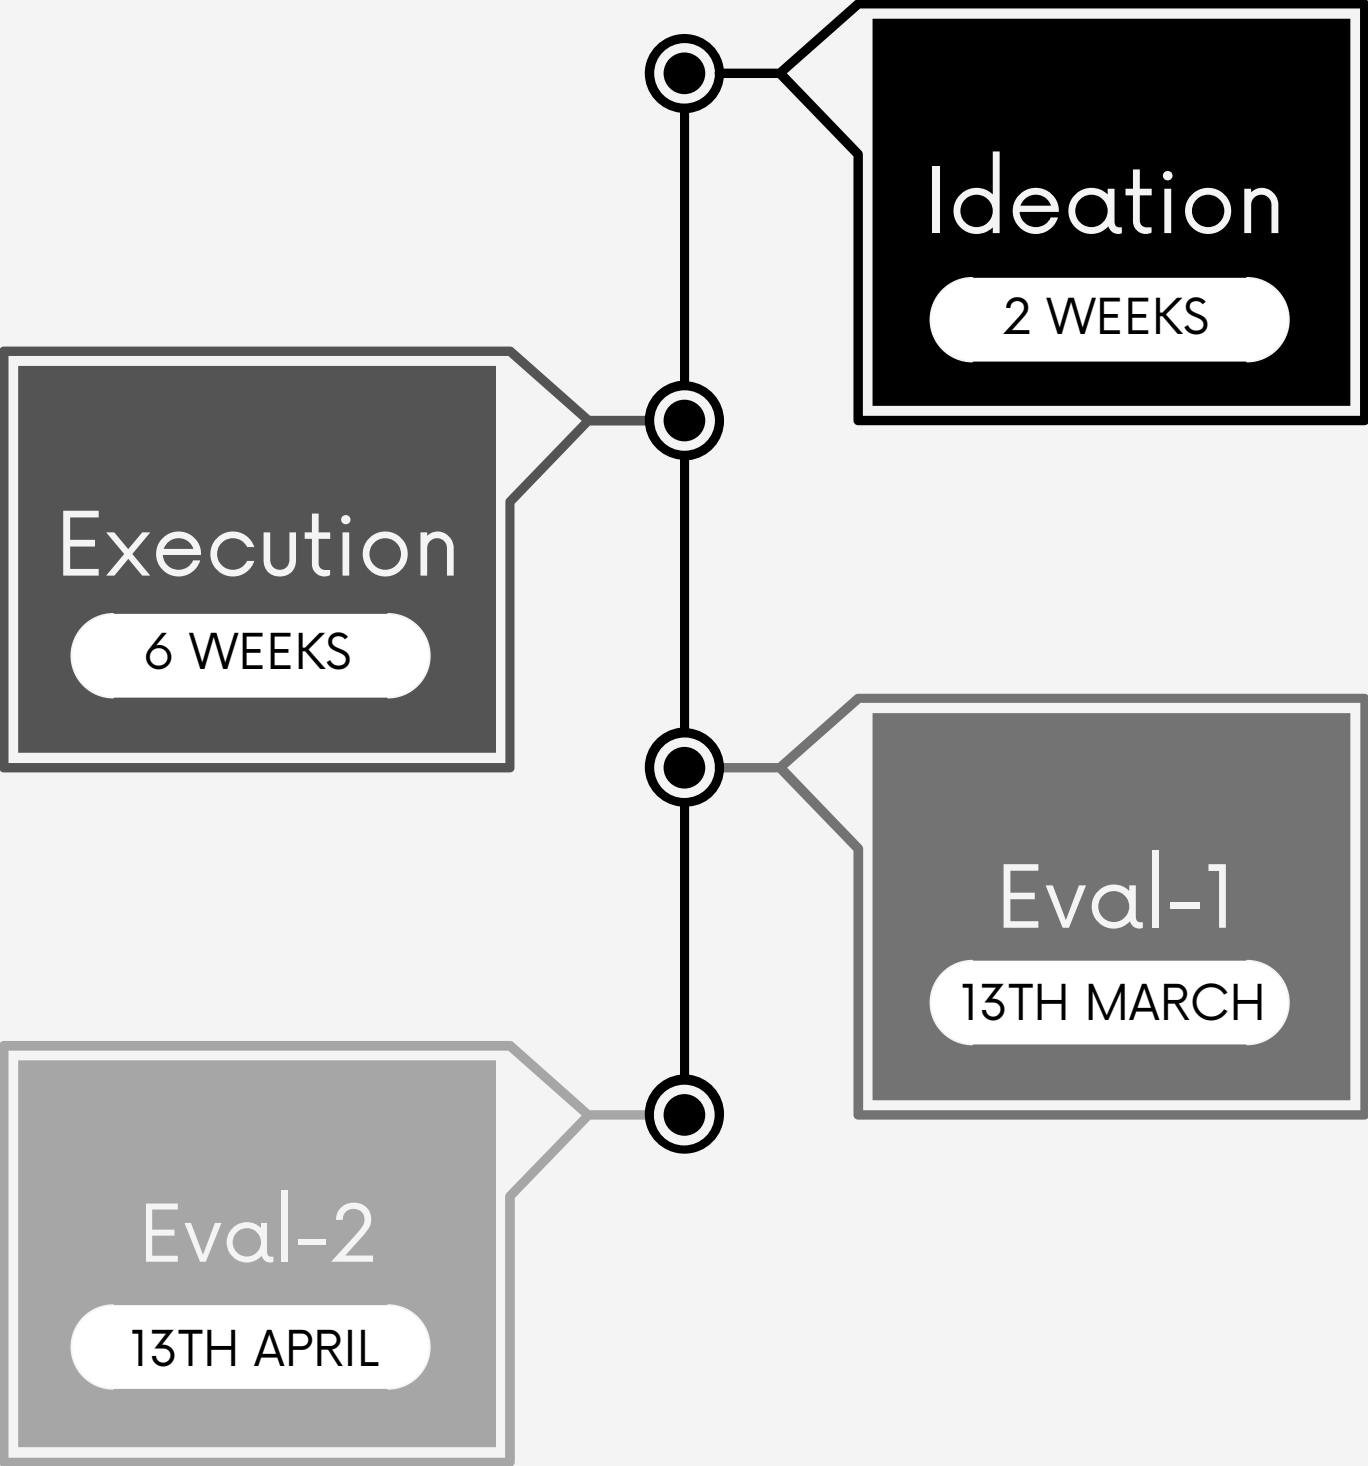 Ideation
2 WEEKS
Execution
6 WEEKS
Eval-1
13TH MARCH
Eval-2
13TH APRIL